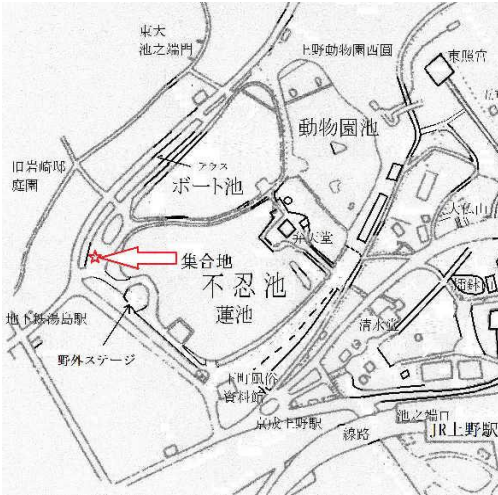 東大
池之端門
上野動物園西園
東照宮
動物園池
旧岩崎邸
庭園
ボート池
大仏山
弁天堂
集合地
不忍池
蓮池
清水堂
地下鉄湯島駅
野外ステージ
下町風俗
資料館
京成上野駅
線路
池之端口
JR上野駅